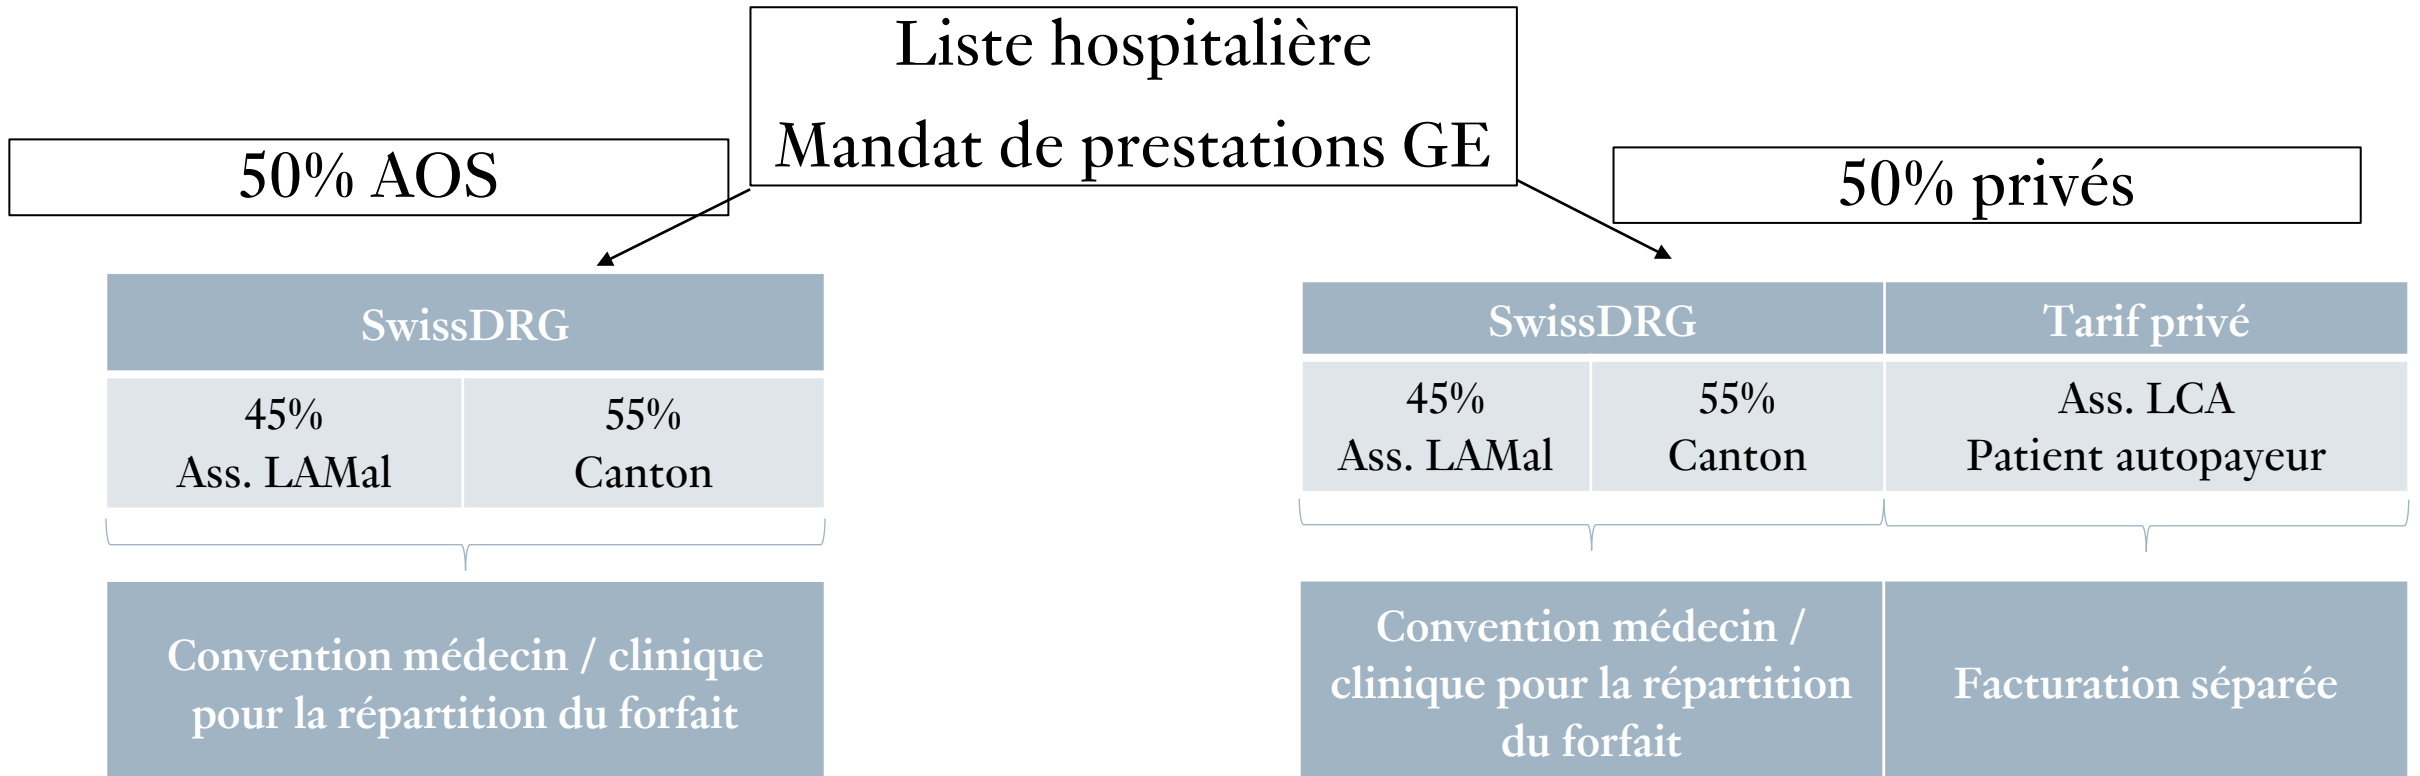 Liste hospitalière
Mandat de prestations GE
50% AOS
50% privés
SwissDRG
45%
Ass. LAMal
55%
Canton
Convention médecin / clinique
pour la répartition du forfait
SwissDRG
Tarif privé
45%
Ass. LAMal
55%
Canton
Ass. LCA
Patient autopayeur
Convention médecin /
clinique pour la répartition
du forfait
Facturation séparée